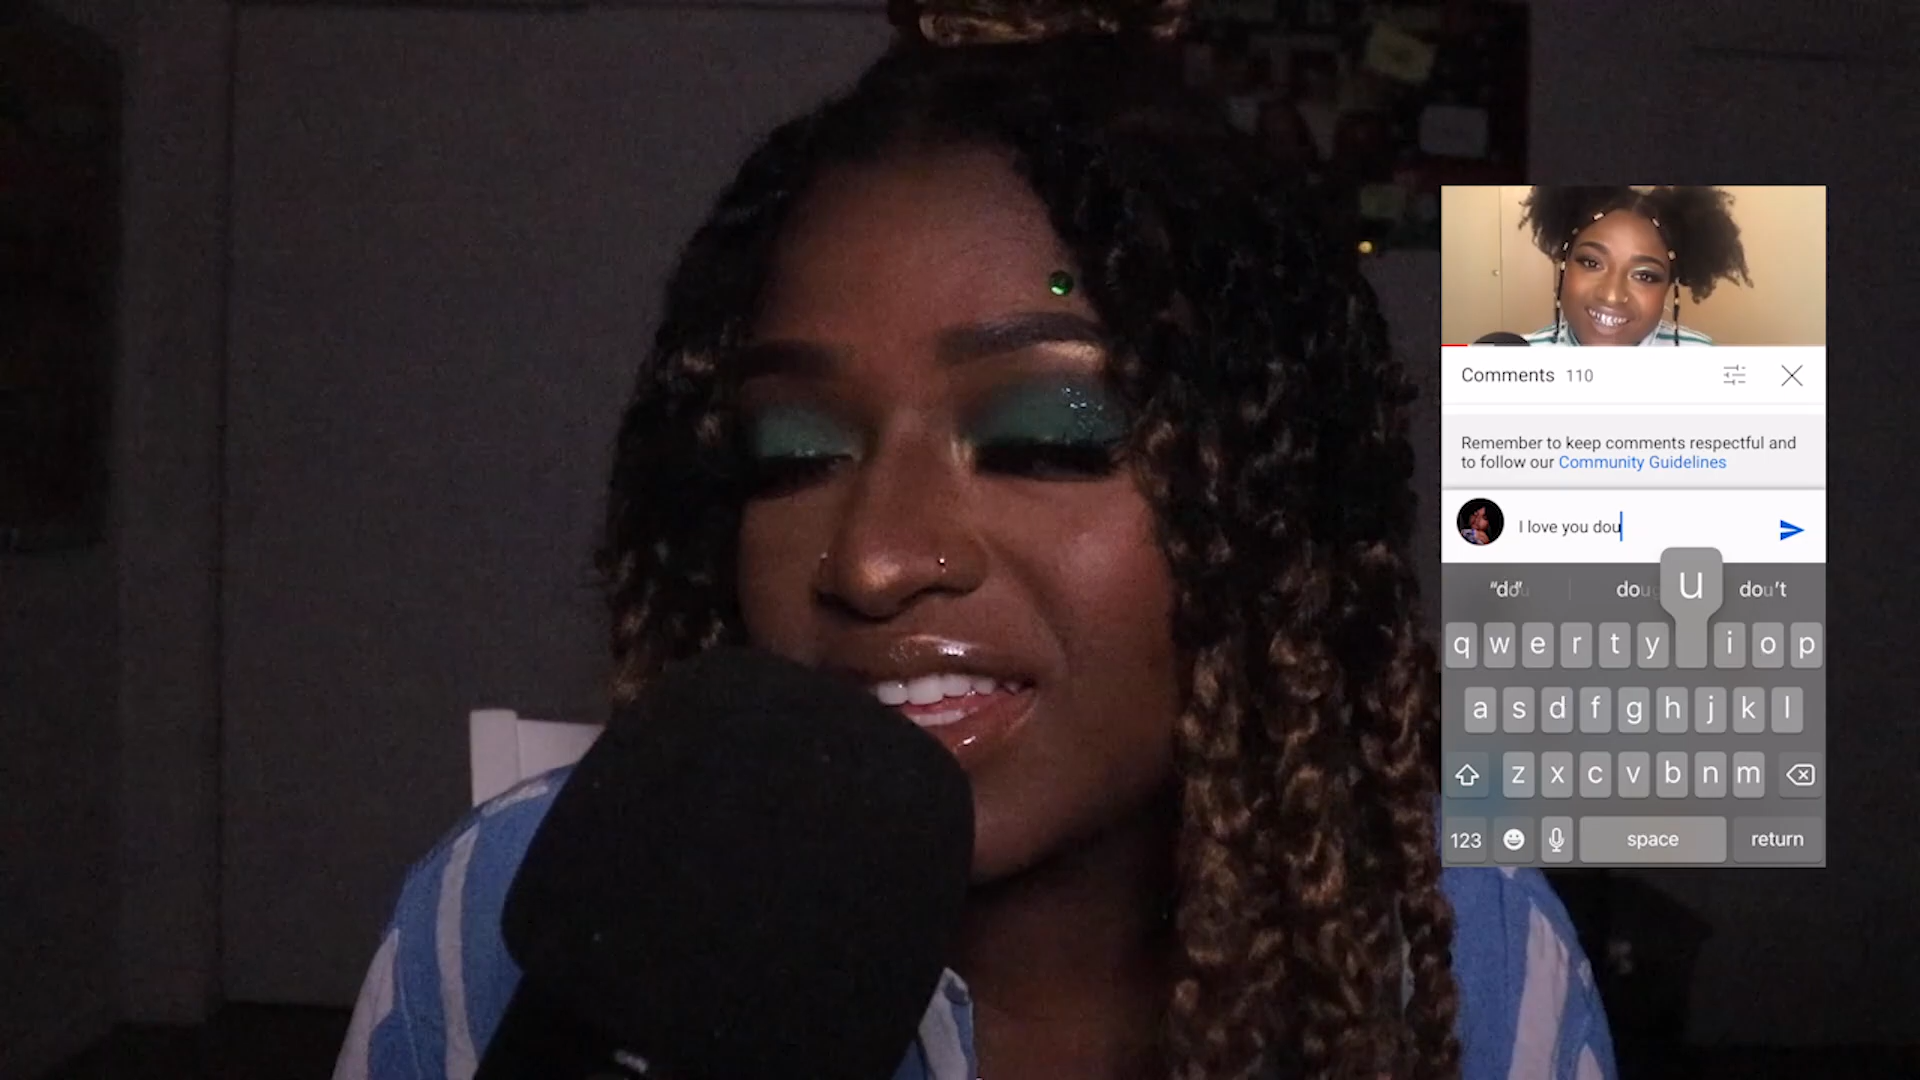 Comments 110
Remember to keep comments respectful and
to follow our Community Guidelines
I love you dou
dou't
U
q w e r t y i o p
a s d f g h j k l
z x c v b n m
123 space return